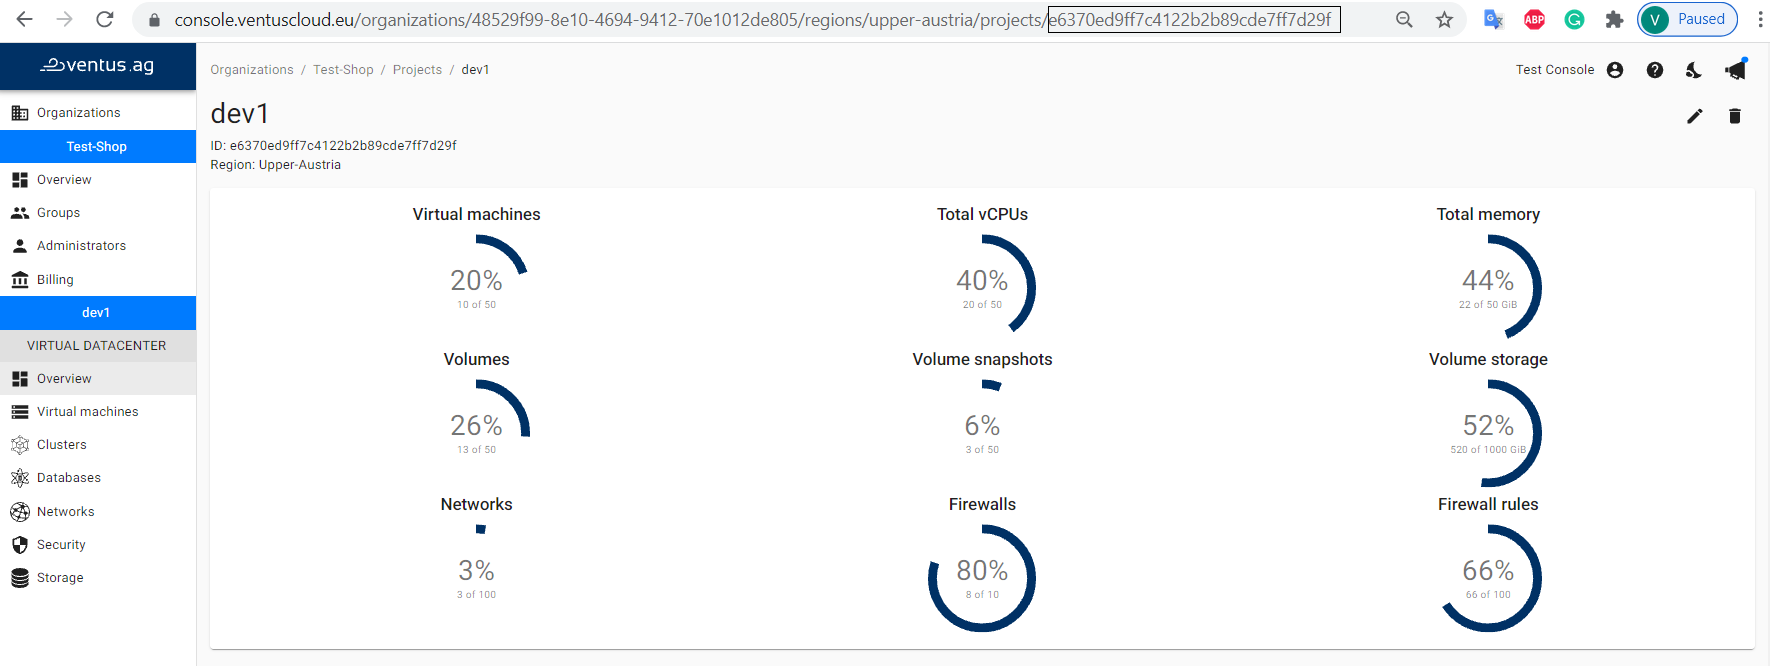 console.ventuscloud.eu/organizations/48529f99-8e10-4694-9412-70e1012de805/regions/upper-austria/projects/e6370ed9ff7c4122b2b89cde7ff7d29f
G
ABP
G
V Paused
ventus.ag
Organizations / Test-Shop / Projects / dev1
Test Console
Organizations
Test-Shop
Overview
Groups
Administrators
Billing
dev1
VIRTUAL DATACENTER
Overview
Virtual machines
Clusters
Databases
Networks
Security
Storage
dev1
ID: e6370ed9ff7c4122b2b89cde7ff7d29f
Region: Upper-Austria
Virtual machines
20%
10 of 50
Total vCPUs
40%
20 of 50
Total memory
44%
22 of 50 GiB
Volumes
26%
13 of 50
Volume snapshots
6%
3 of 50
Volume storage
52%
520 of 1000 GiB
Networks
3%
3 of 100
Firewalls
80%
8 of 10
Firewall rules
66%
66 of 100